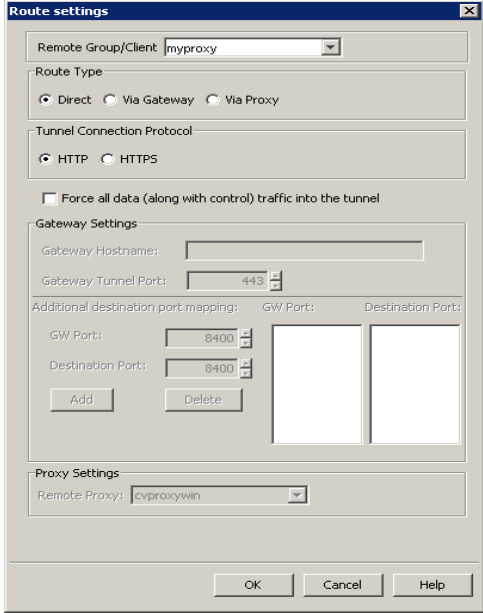 Route settings
Remote Group/Client myproxy
Route Type
Direct Via Gateway Via Proxy
Tunnel Connection Protocol
HTTP HTTPS
Force all data (along with control) traffic into the tunnel
Gateway Settings
Gateway Hostname:
Gateway Tunnel Port: 443
Additional destination port mapping: GW Port: Destination Port:
GW Port: 8400
Destination Port: 8400
Add Delete
Proxy Settings
Remote Proxy: cvproxywin
OK Cancel Help